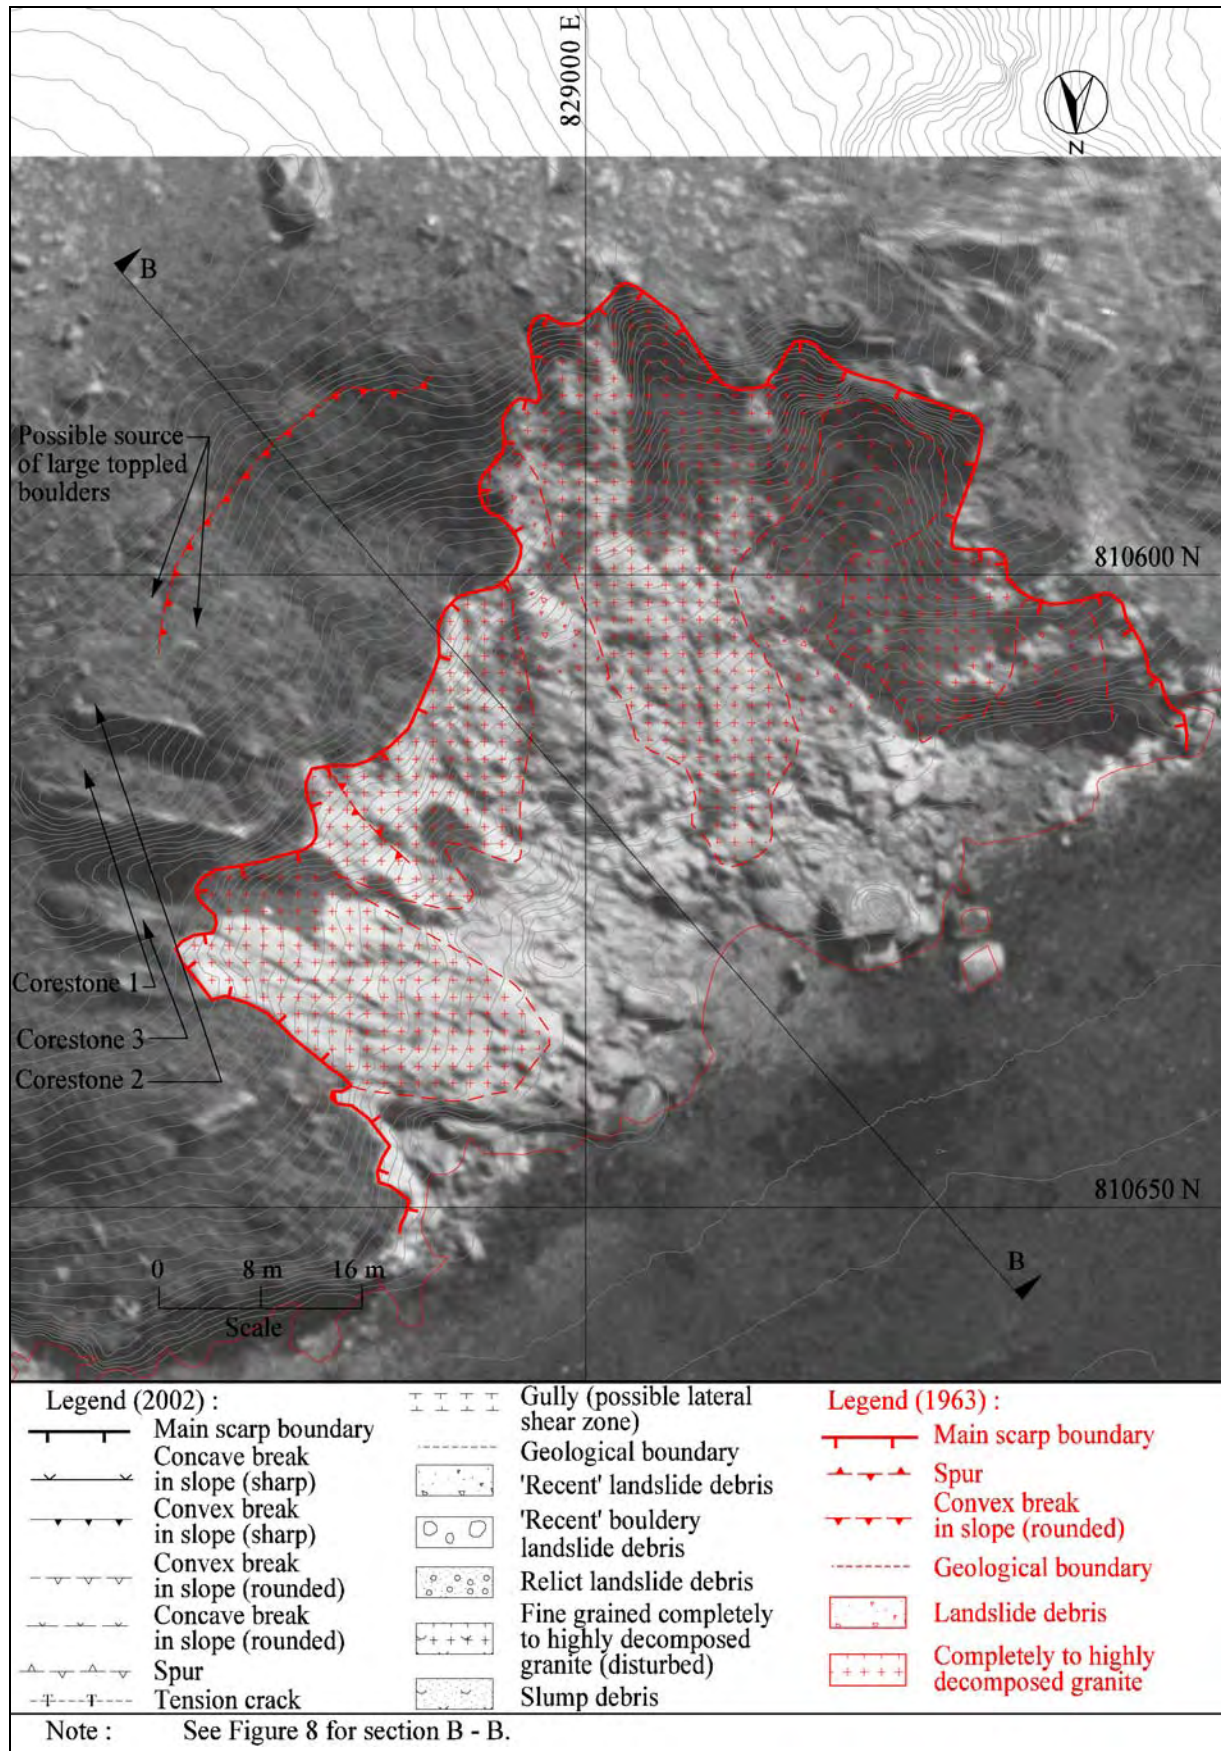 829000 E
N
B
Possible source
of large toppled
boulders
810600 N
Corestone 1
Corestone 3
Corestone 2
810650 N
B
0 8 m 16 m
Scale
Legend (2002) :
Main scarp boundary
Concave break
in slope (sharp)
Convex break
in slope (sharp)
Convex break
in slope (rounded)
Concave break
in slope (rounded)
Spur
Tension crack
Gully (possible lateral
shear zone)
Geological boundary
'Recent' landslide debris
'Recent' bouldery
landslide debris
Relict landslide debris
Fine grained completely
to highly decomposed
granite (disturbed)
Slump debris
Legend (1963) :
Main scarp boundary
Spur
Convex break
in slope (rounded)
Geological boundary
Landslide debris
Completely to highly
decomposed granite
Note : See Figure 8 for section B - B.